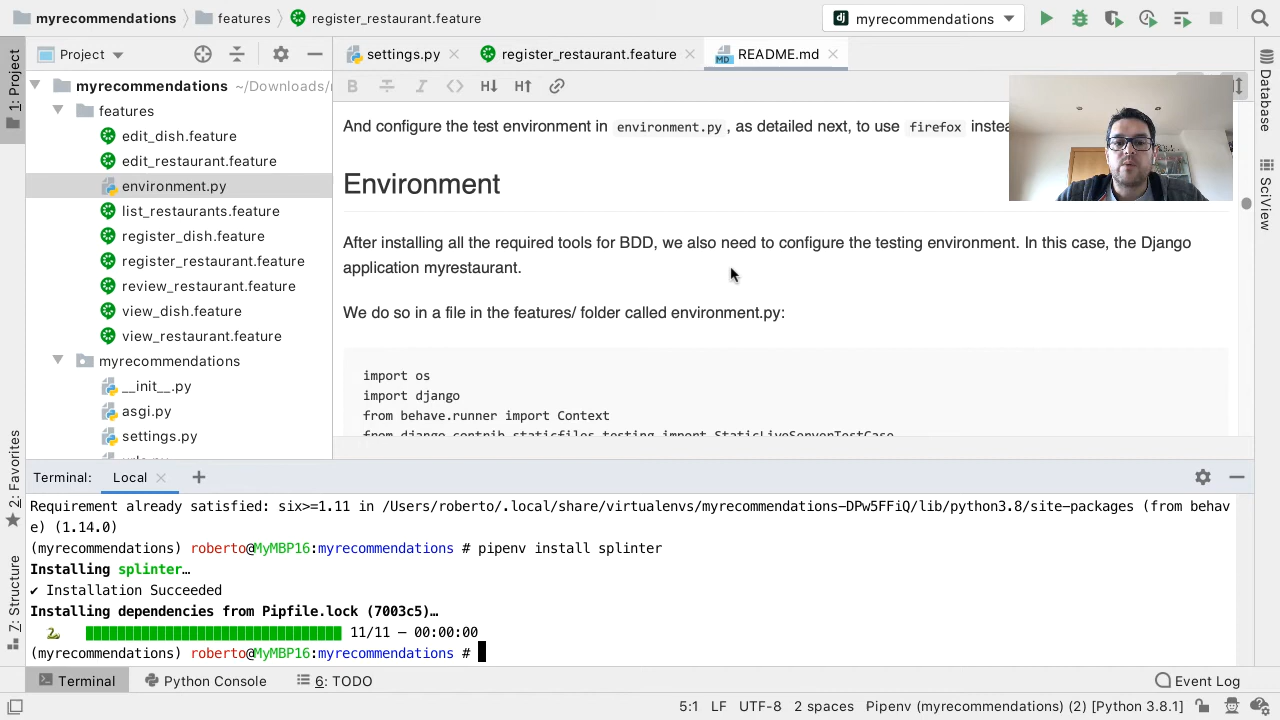 myrecommendations features register_restaurant.feature dj myrecommendations
Project settings.py register_restaurant.feature README.md
1: Project
2: Favorites
Z: Structure
Database
SciView
myrecommendations ~/Downloads/
features
edit_dish.feature
edit_restaurant.feature
environment.py
list_restaurants.feature
register_dish.feature
register_restaurant.feature
review_restaurant.feature
view_dish.feature
view_restaurant.feature
myrecommendations
__init__.py
asgi.py
settings.py
B I <> H↓ H↑
And configure the test environment in environment.py, as detailed next, to use firefox
Environment
After installing all the required tools for BDD, we also need to configure the testing environment. In this case, the Django
application myrestaurant.
We do so in a file in the features/ folder called environment.py:
import os
import django
from behave.runner import Context
from django.contrib.staticfiles.testing import StaticLiveServerTestCase
Terminal: Local +
Requirement already satisfied: six>=1.11 in /Users/roberto/.local/share/virtualenvs/myrecommendations-DPw5FFiQ/lib/python3.8/site-packages (from behav
e) (1.14.0)
(myrecommendations) roberto@MyMBP16:myrecommendations # pipenv install splinter
Installing splinter…
✔ Installation Succeeded
Installing dependencies from Pipfile.lock (7003c5)…
11/11 — 00:00:00
(myrecommendations) roberto@MyMBP16:myrecommendations #
Terminal Python Console 6: TODO Event Log
5:1 LF UTF-8 2 spaces Pipenv (myrecommendations) (2) [Python 3.8.1]